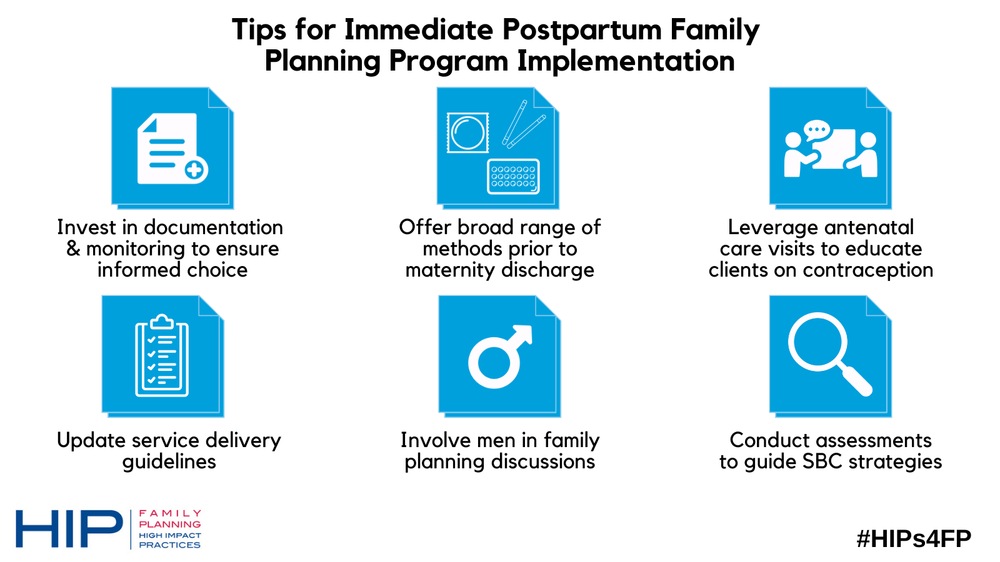 Tips for Immediate Postpartum Family
Planning Program Implementation
Invest in documentation
& monitoring to ensure
informed choice
Offer broad range of
methods prior to
maternity discharge
Leverage antenatal
care visits to educate
clients on contraception
Update service delivery
guidelines
Involve men in family
planning discussions
Conduct assessments
to guide SBC strategies
HIP
FAMILY
PLANNING
HIGH IMPACT
PRACTICES
#HIPs4FP